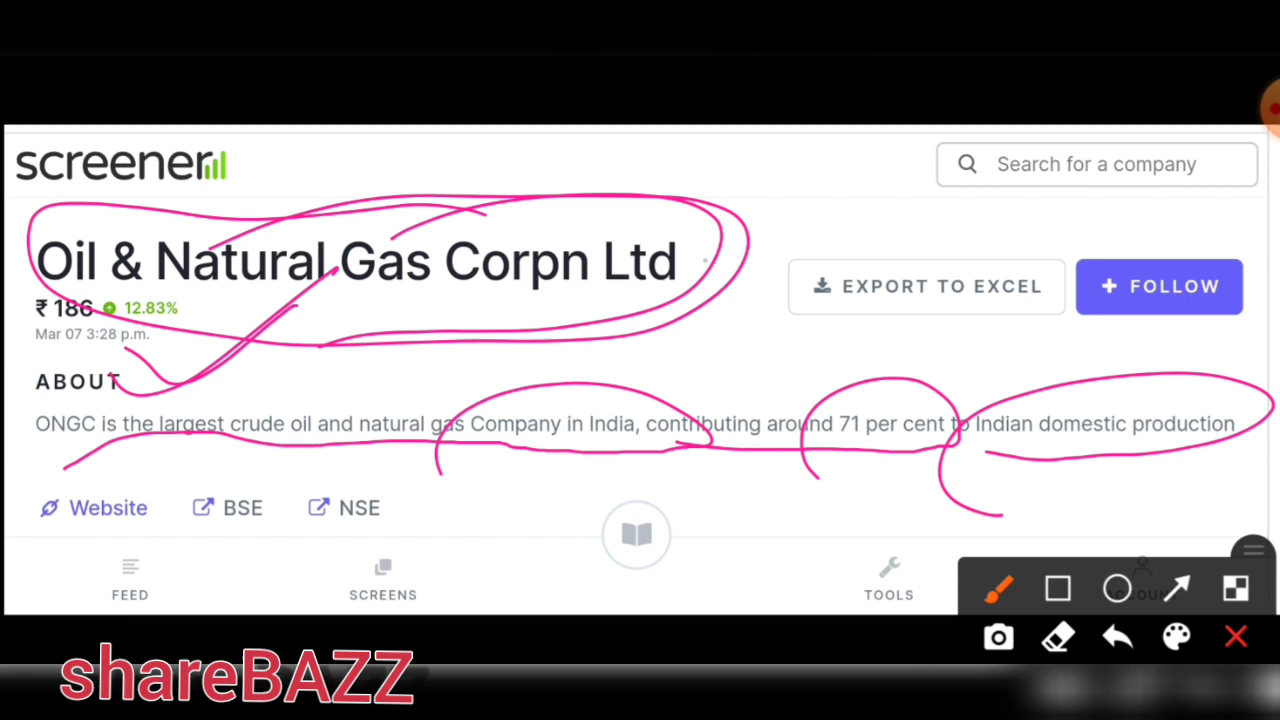 screener
Search for a company
Oil & Natural Gas Corpn Ltd
₹ 186 12.83%
Mar 07 3:28 p.m.
EXPORT TO EXCEL
FOLLOW
ABOUT
ONGC is the largest crude oil and natural gas Company in India, contributing around 71 per cent to Indian domestic production
Website BSE NSE
FEED SCREENS TOOLS
shareBAZZ